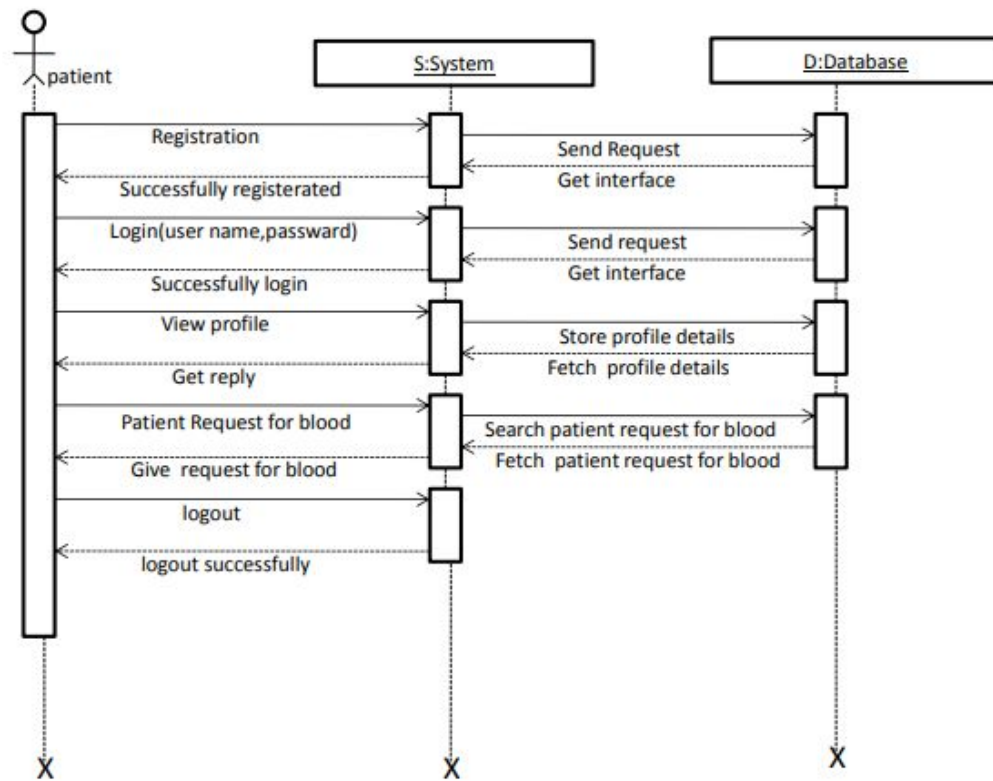 S:System
D:Database
patient
Registration
Send Request
Get interface
Successfully registerated
Login(user name,passward)
Send request
Get interface
Successfully login
View profile
Store profile details
Fetch profile details
Get reply
Patient Request for blood
Search patient request for blood
Fetch patient request for blood
Give request for blood
logout
logout successfully
X
X
X